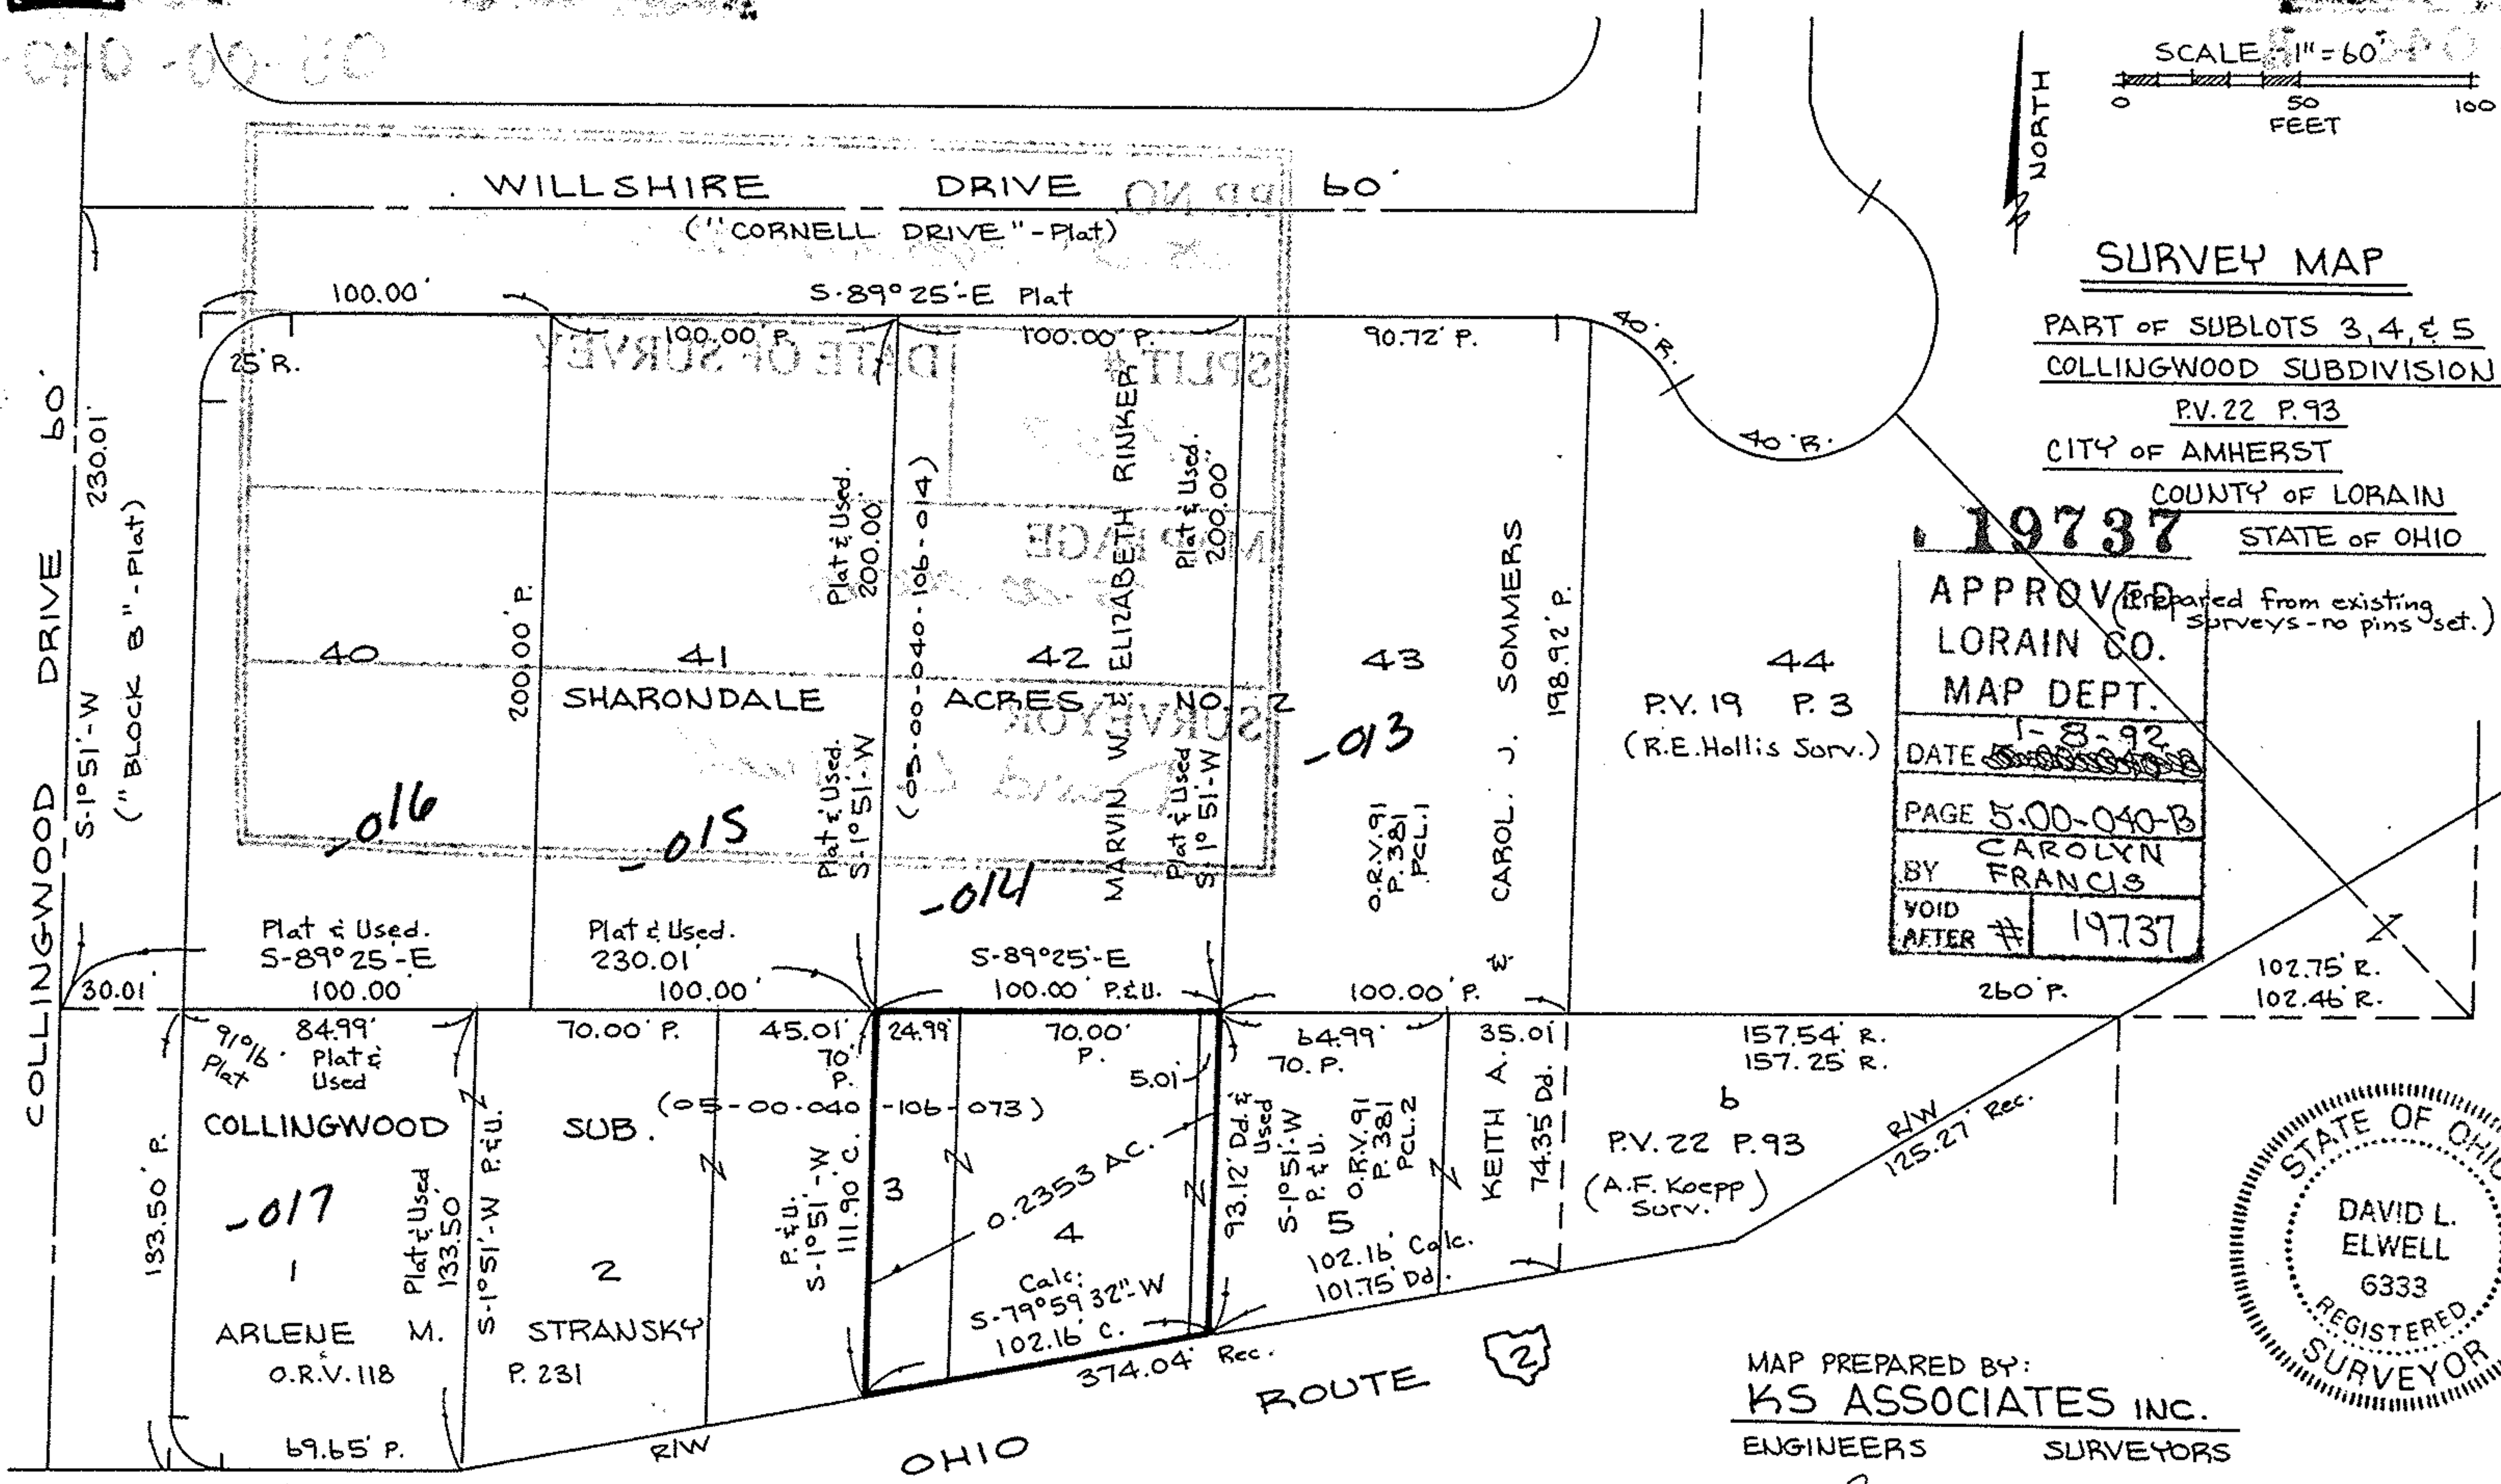 SCALE 1"=60'
0 50 100
FEET
NORTH
SURVEY MAP
PART OF SUBLOTS 3, 4, & 5
COLLINGWOOD SUBDIVISION
P.V. 22 P. 93
CITY OF AMHERST
COUNTY OF LORAIN
STATE OF OHIO
(Prepared from existing
surveys - no pins set.)
19737
APPROVED
LORAIN CO.
MAP DEPT.
DATE 1-8-92
PAGE 5-00-040-B
BY CAROLYN
FRANCIS
VOID
AFTER # 19737
05-00-040
WILLSHIRE DRIVE 60'
("CORNELL DRIVE"-Plat)
P.P. NO.
100.00'
S-89°25'-E Plat
100.00' P.
100.00' P.
90.72' P.
40' R.
40' R.
25' R.
DATE OF SURVEY
SPLIT #
MAP PAGE
SURVEYOR
COLLINGWOOD DRIVE 60'
230.01'
S-1°51'-W
("BLOCK B"-Plat)
200.00' P.
Plat & Used.
200.00'
Plat & Used.
S-1°51'-W
(05-00-040-106-014)
MARVIN W. & ELIZABETH RINKER
Plat & Used.
200.00'
Plat & Used
S-1°51'-W
KEITH A. & CAROL J. SOMMERS
198.92' P.
40
41
42
43
44
SHARONDALE ACRES NO. 2
P.V. 19 P. 3
(R.E. Hollis Surv.)
-016
-015
-014
-013
O.R.V. 91
P. 381
PCL. 1
Plat & Used.
S-89°25'-E
100.00'
Plat & Used.
230.01'
100.00'
S-89°25'-E
100.00' P.&U.
100.00' P.
260' P.
102.75' R.
102.46' R.
30.01'
84.99'
Plat &
Used
Plat
70.00' P.
45.01'
70.'
P.
24.99'
70.00'
P.
5.01'
64.99'
70. P.
35.01'
157.54' R.
157.25' R.
COLLINGWOOD SUB.
(05-00-040-106-073)
133.50' P.
-017
1
Plat & Used
133.50'
S-1°51'-W P.&U.
2
P.&U.
S-1°51'-W
111.90' C.
3
0.2353 AC.
4
Calc:
S-79°59'32"-W
102.16' C.
93.12' Dd. &
Used
S-1°51'-W
P. & U.
5
O.R.V. 91
P. 381
PCL. 2
102.16' Calc.
101.75' Dd.
74.35' Dd.
6
P.V. 22 P. 93
(A.F. Koepp
Surv.)
R/W
125.27' Rec.
ARLENE M. STRANSKY
O.R.V. 118 P. 231
69.65' P.
R/W
374.04' Rec.
OHIO ROUTE 2
STATE OF OHIO
DAVID L.
ELWELL
6333
REGISTERED
SURVEYOR
MAP PREPARED BY:
KS ASSOCIATES INC.
ENGINEERS SURVEYORS